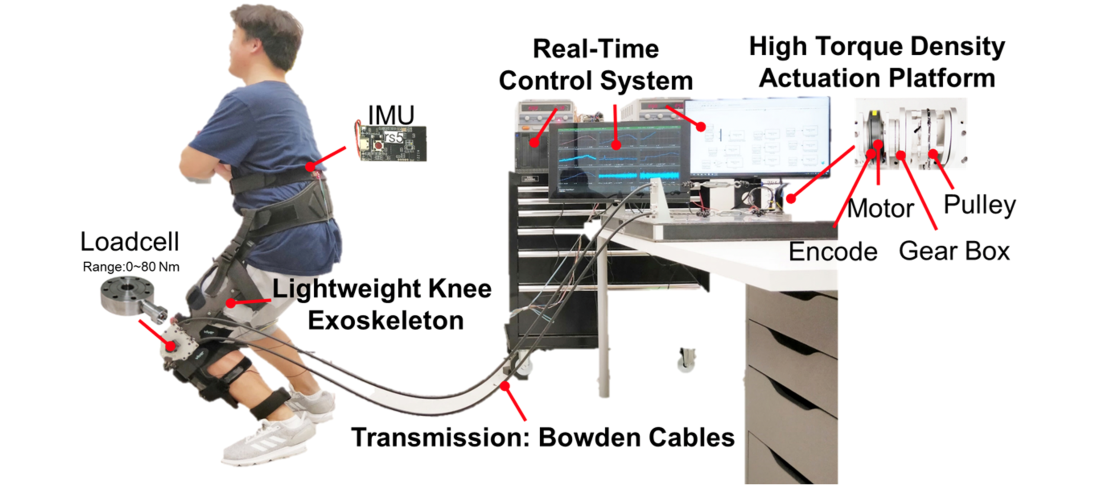 Real-Time
Control System
High Torque Density
Actuation Platform
IMU
rs5
Motor
Pulley
Encode
Gear Box
Loadcell
Range:0~80 Nm
Lightweight Knee
Exoskeleton
Transmission: Bowden Cables